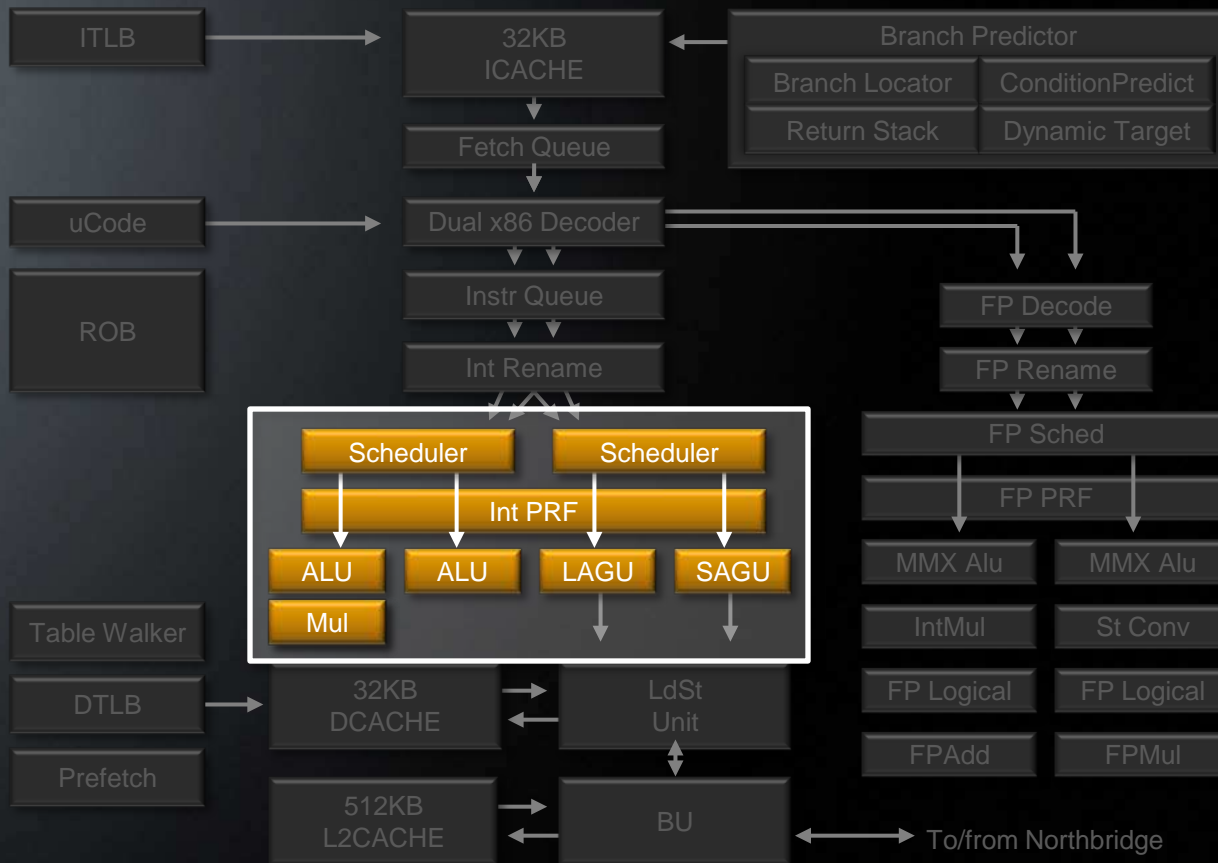 ITLB
32KB
ICACHE
Branch Predictor
Branch Locator
ConditionPredict
Return Stack
Dynamic Target
Fetch Queue
uCode
Dual x86 Decoder
ROB
Instr Queue
FP Decode
Int Rename
FP Rename
Scheduler
Scheduler
FP Sched
Int PRF
FP PRF
ALU
ALU
LAGU
SAGU
MMX Alu
MMX Alu
Mul
Table Walker
IntMul
St Conv
DTLB
32KB
DCACHE
LdSt
Unit
FP Logical
FP Logical
Prefetch
FPAdd
FPMul
512KB
L2CACHE
BU
To/from Northbridge